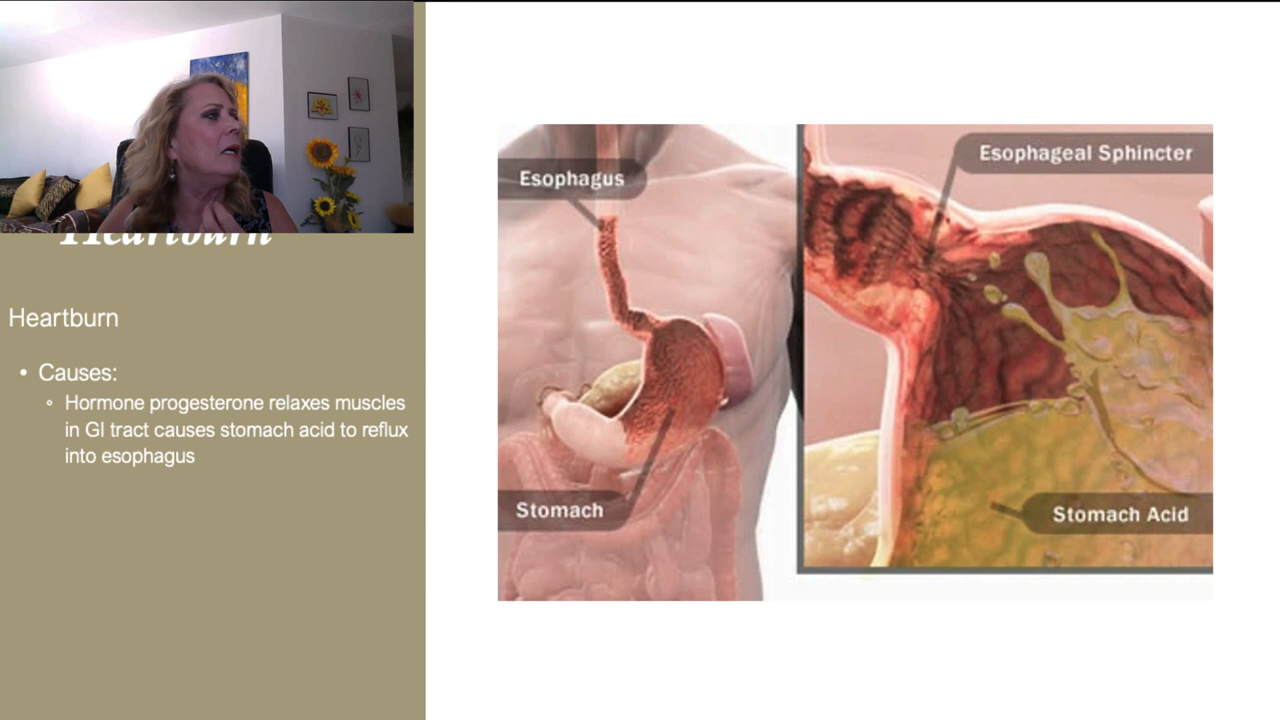 Heartburn
Heartburn
• Causes:
◦ Hormone progesterone relaxes muscles
in GI tract causes stomach acid to reflux
into esophagus
Esophagus
Stomach
Esophageal Sphincter
Stomach Acid